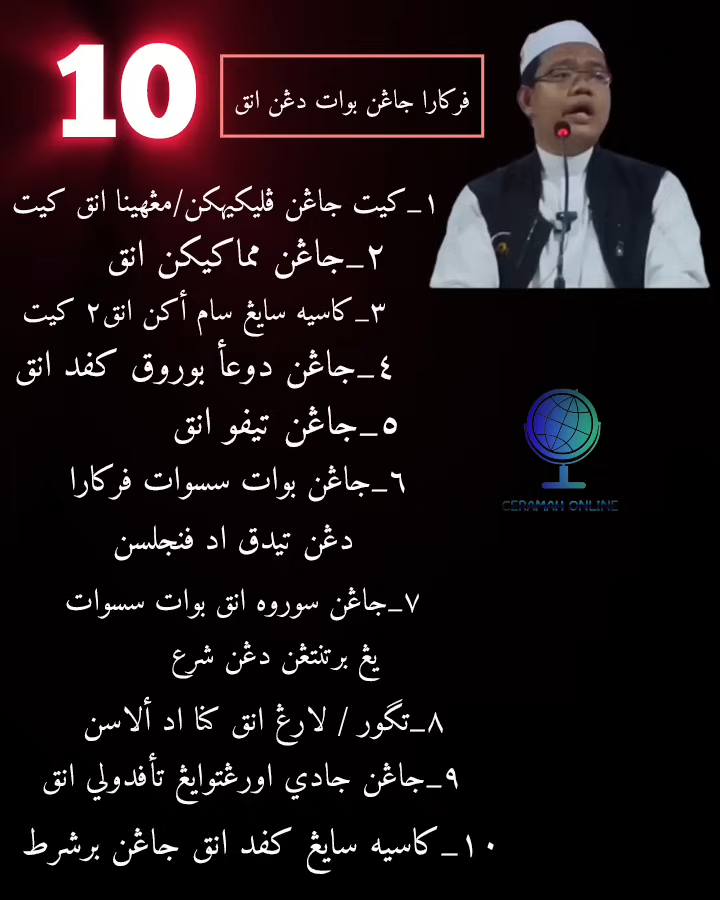 10
فركارا جاڠن بوات دڠن انق
١_كيت جاڠن ڤليكيهكن/مڠهينا انق كيت
٢_جاڠن مماكيكن انق
٣_كاسيه سايڠ سام أكن انق٢ كيت
٤_جاڠن دوعأ بوروق كفد انق
٥_جاڠن تيفو انق
٦_جاڠن بوات سسوات فركارا
دڠن تيدق اد فنجلسن
٧_جاڠن سوروه انق بوات سسوات
يڠ برتنتڠن دڠن شرع
٨_تݢور / لارڠ انق كنا اد ألاسن
٩_جاڠن جادي اورڠتوايڠ تأفدولي انق
١٠_كاسيه سايڠ كفد انق جاڠن برشرط
CERAMAH ONLINE